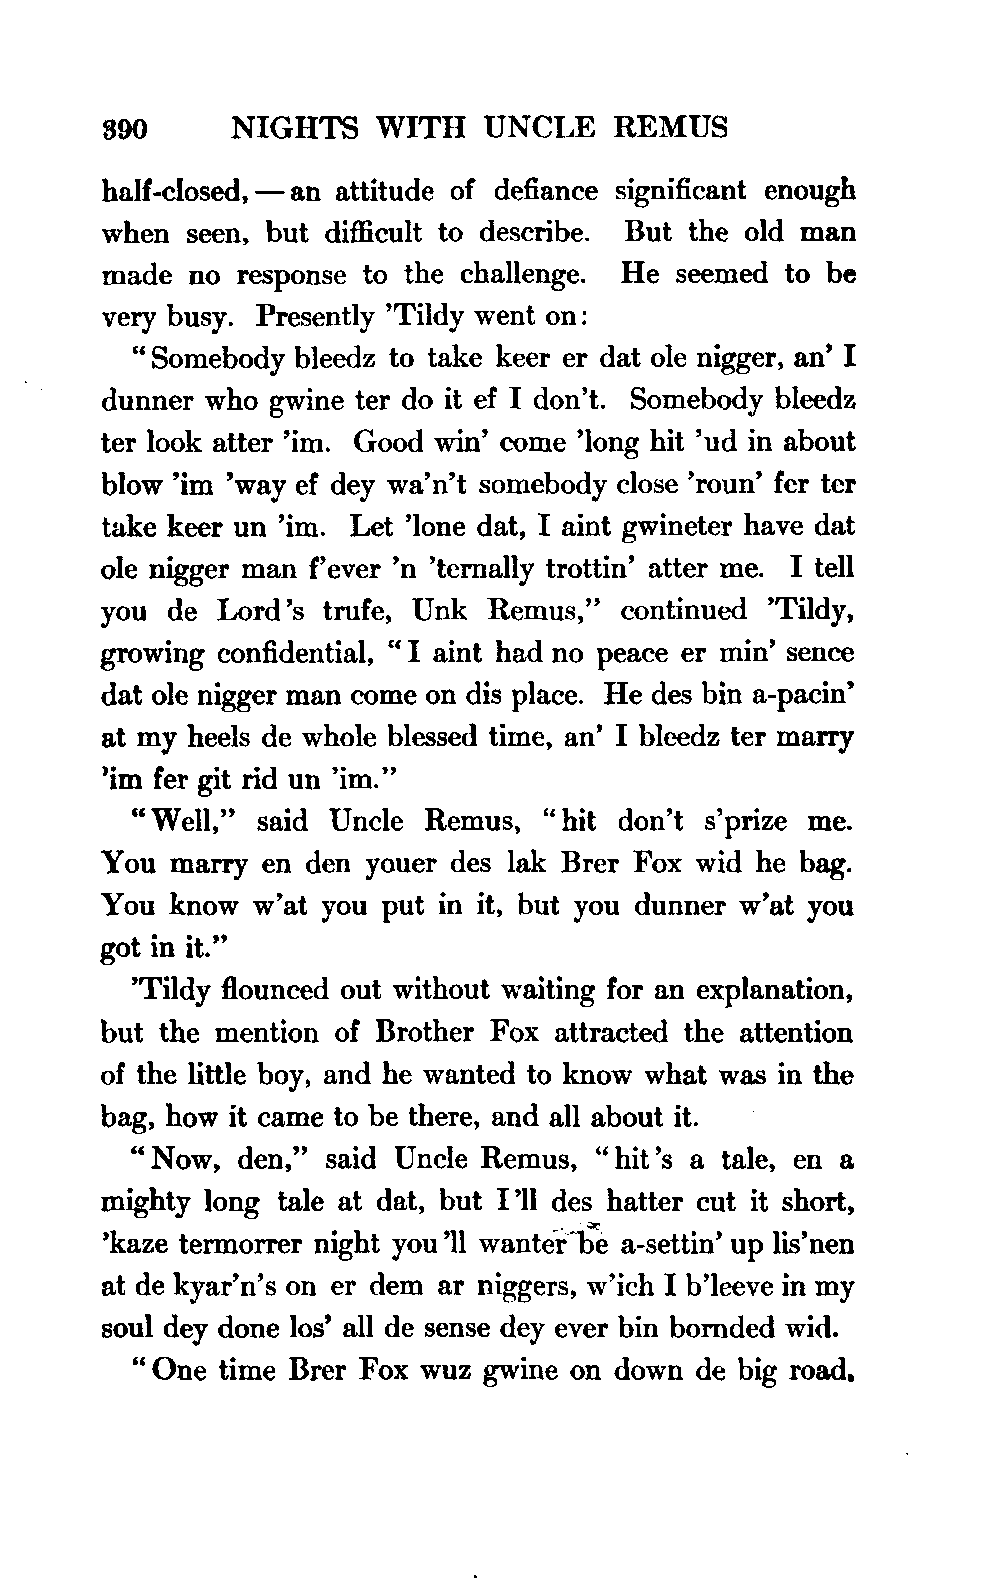 390 NIGHTS WITH UNCLE REMUS
half-closed, — an attitude of defiance significant enough
when seen, but difficult to describe. But the old man
made no response to the challenge. He seemed to be
very busy. Presently ’Tildy went on:
“Somebody bleedz to take keer er dat ole nigger, an’ I
dunner who gwine ter do it ef I don’t. Somebody bleedz
ter look atter ’im. Good win’ come ’long hit ’ud in about
blow ’im ’way ef dey wa’n’t somebody close ’roun’ fer ter
take keer un ’im. Let ’lone dat, I aint gwineter have dat
ole nigger man f’ever ’n ’ternally trottin’ atter me. I tell
you de Lord’s trufe, Unk Remus,” continued ’Tildy,
growing confidential, “I aint had no peace er min’ sence
dat ole nigger man come on dis place. He des bin a-pacin’
at my heels de whole blessed time, an’ I bleedz ter marry
’im fer git rid un ’im.”
“Well,” said Uncle Remus, “hit don’t s’prize me.
You marry en den youer des lak Brer Fox wid he bag.
You know w’at you put in it, but you dunner w’at you
got in it.”
’Tildy flounced out without waiting for an explanation,
but the mention of Brother Fox attracted the attention
of the little boy, and he wanted to know what was in the
bag, how it came to be there, and all about it.
“Now, den,” said Uncle Remus, “hit’s a tale, en a
mighty long tale at dat, but I’ll des hatter cut it short,
’kaze termorrer night you’ll wanter be a-settin’ up lis’nen
at de kyar’n’s on er dem ar niggers, w’ich I b’leeve in my
soul dey done los’ all de sense dey ever bin bornded wid.
“One time Brer Fox wuz gwine on down de big road,